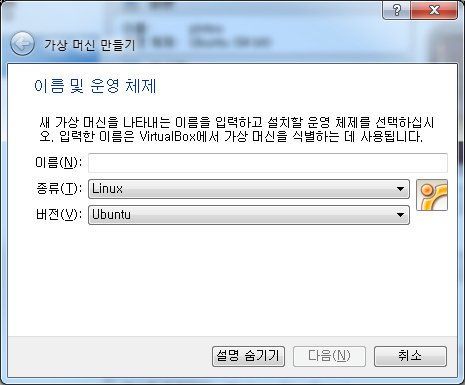 가상 머신 만들기
이름 및 운영 체제
새 가상 머신을 나타내는 이름을 입력하고 설치할 운영 체제를 선택하십시
오. 입력한 이름은 VirtualBox에서 가상 머신을 식별하는 데 사용됩니다.
이름(N):
종류(T): Linux
버전(V): Ubuntu
설명 숨기기 다음(N) 취소